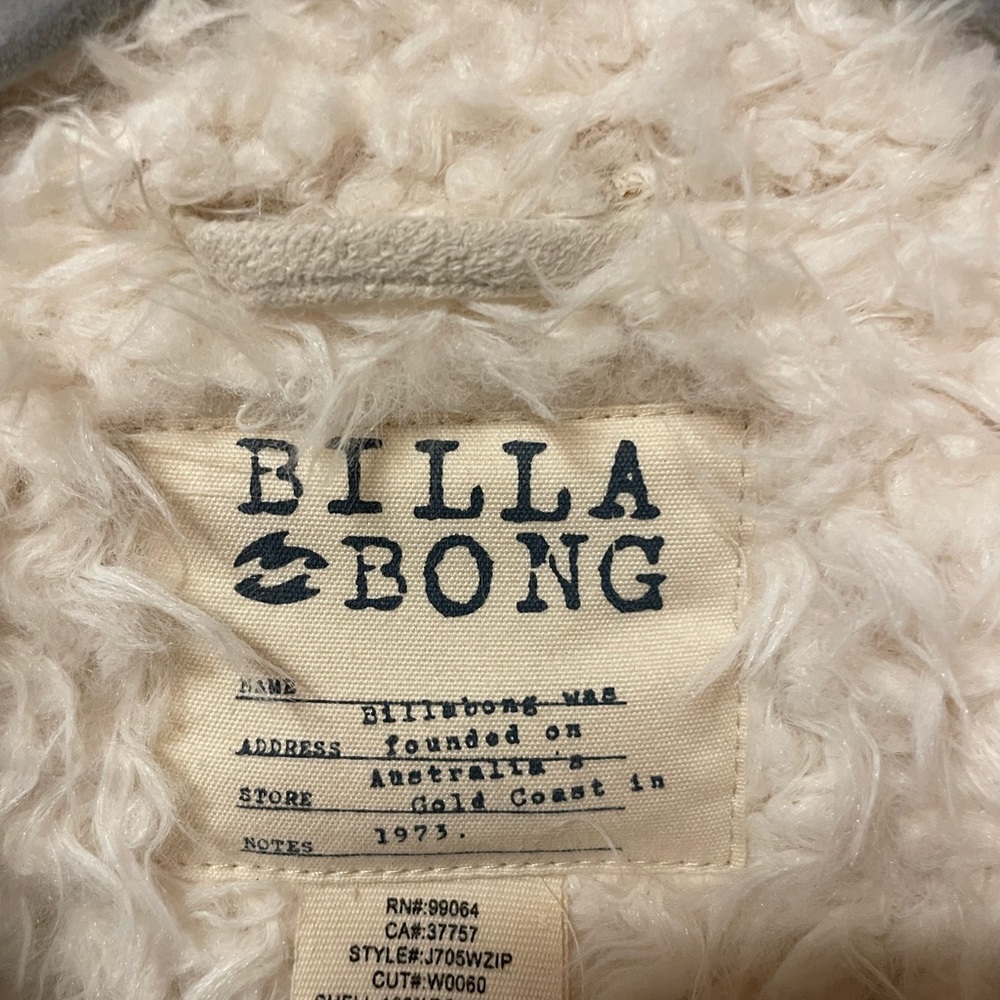 BILLA
BONG
NAME
Billabong was
ADDRESS founded on
Australia's
STORE Gold Coast in
NOTES 1973.
RN#:99064
CA#:37757
STYLE#:J705WZIP
CUT#:W0060